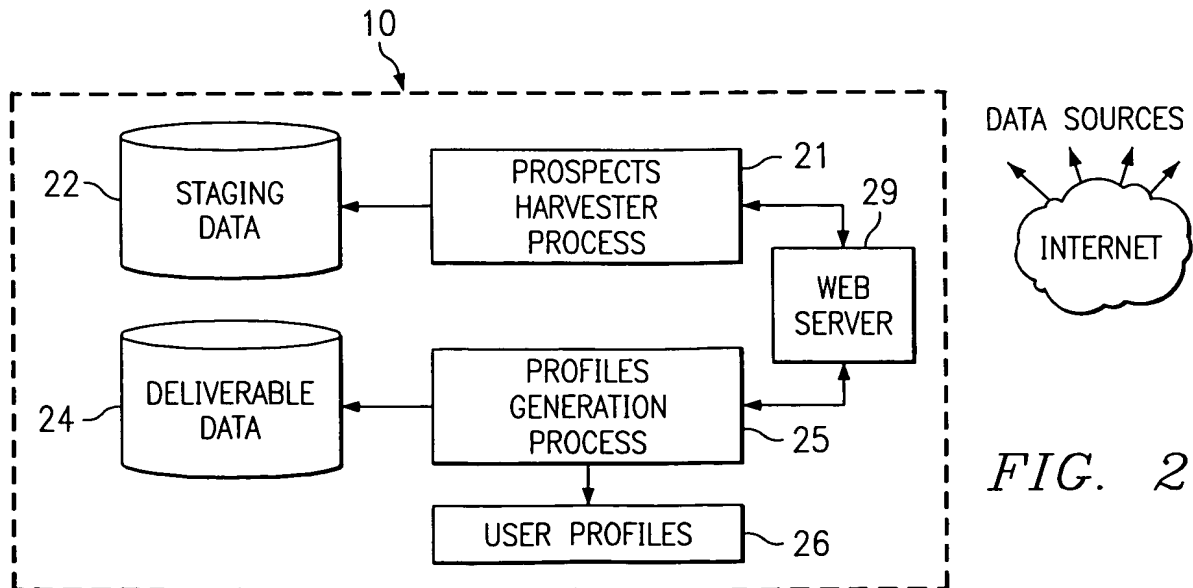 10
DATA SOURCES
22
STAGING
DATA
PROSPECTS
HARVESTER
PROCESS
21
29
INTERNET
WEB
SERVER
24
DELIVERABLE
DATA
PROFILES
GENERATION
PROCESS
25
FIG. 2
USER PROFILES
26